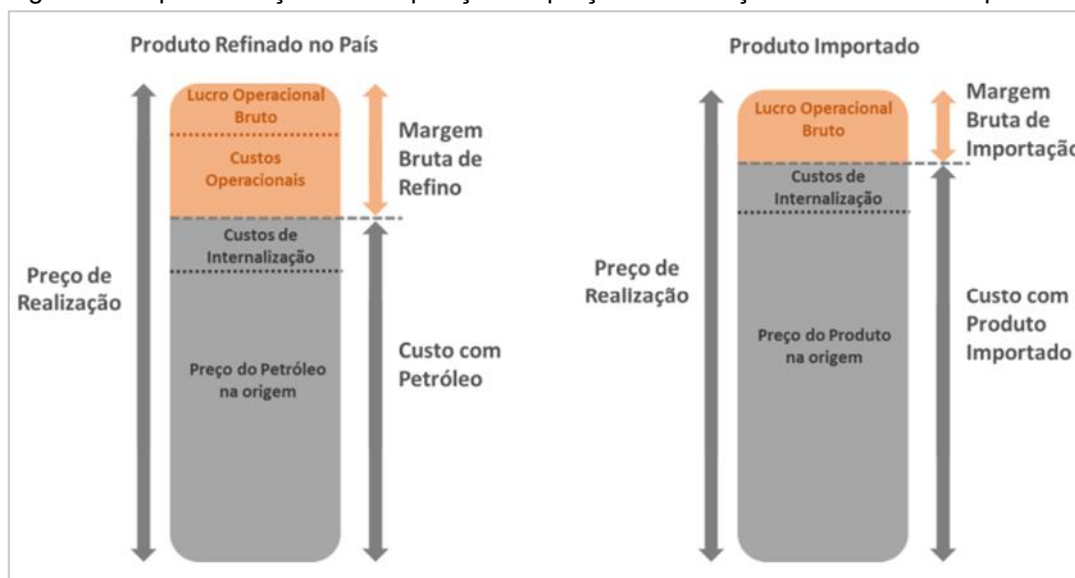 Produto Refinado no País
Lucro Operacional
Bruto
Custos
Operacionais
Margem
Bruta de
Refino
Custos de
Internalização
Preço de
Realização
Preço do Petróleo
na origem
Custo com
Petróleo
Produto Importado
Lucro Operacional
Bruto
Margem
Bruta de
Importação
Custos de
Internalização
Preço de
Realização
Preço do Produto
na origem
Custo com
Produto
Importado